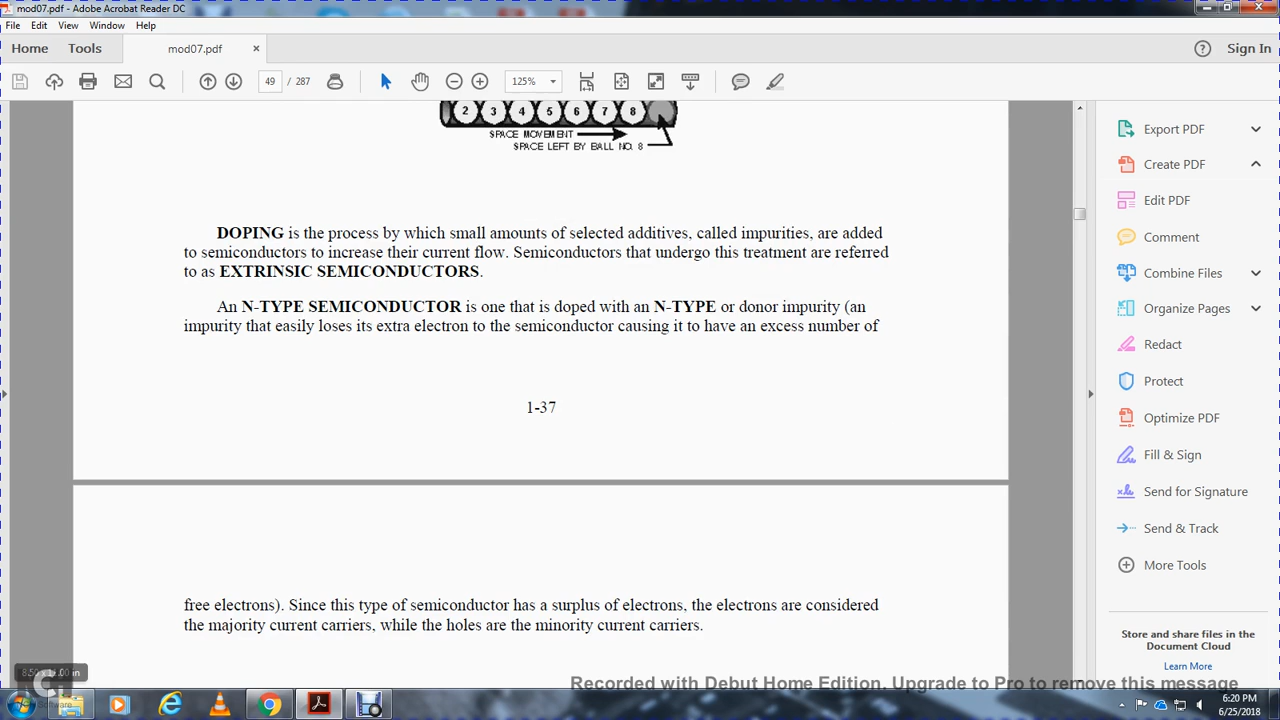 mod07.pdf - Adobe Acrobat Reader DC
File Edit View Window Help
Home Tools mod07.pdf × Sign In
49 / 287 125%
2 3 4 5 6 7 8
SPACE MOVEMENT
SPACE LEFT BY BALL NO. 8
DOPING is the process by which small amounts of selected additives, called impurities, are added
to semiconductors to increase their current flow. Semiconductors that undergo this treatment are referred
to as EXTRINSIC SEMICONDUCTORS.
An N-TYPE SEMICONDUCTOR is one that is doped with an N-TYPE or donor impurity (an
impurity that easily loses its extra electron to the semiconductor causing it to have an excess number of
1-37
free electrons). Since this type of semiconductor has a surplus of electrons, the electrons are considered
the majority current carriers, while the holes are the minority current carriers.
8.50 x 11.00 in
Export PDF
Create PDF
Edit PDF
Comment
Combine Files
Organize Pages
Redact
Protect
Optimize PDF
Fill & Sign
Send for Signature
Send & Track
More Tools
Store and share files in the
Document Cloud
Learn More
Recorded with Debut Home Edition. Upgrade to Pro to remove this message
6:20 PM
6/25/2018